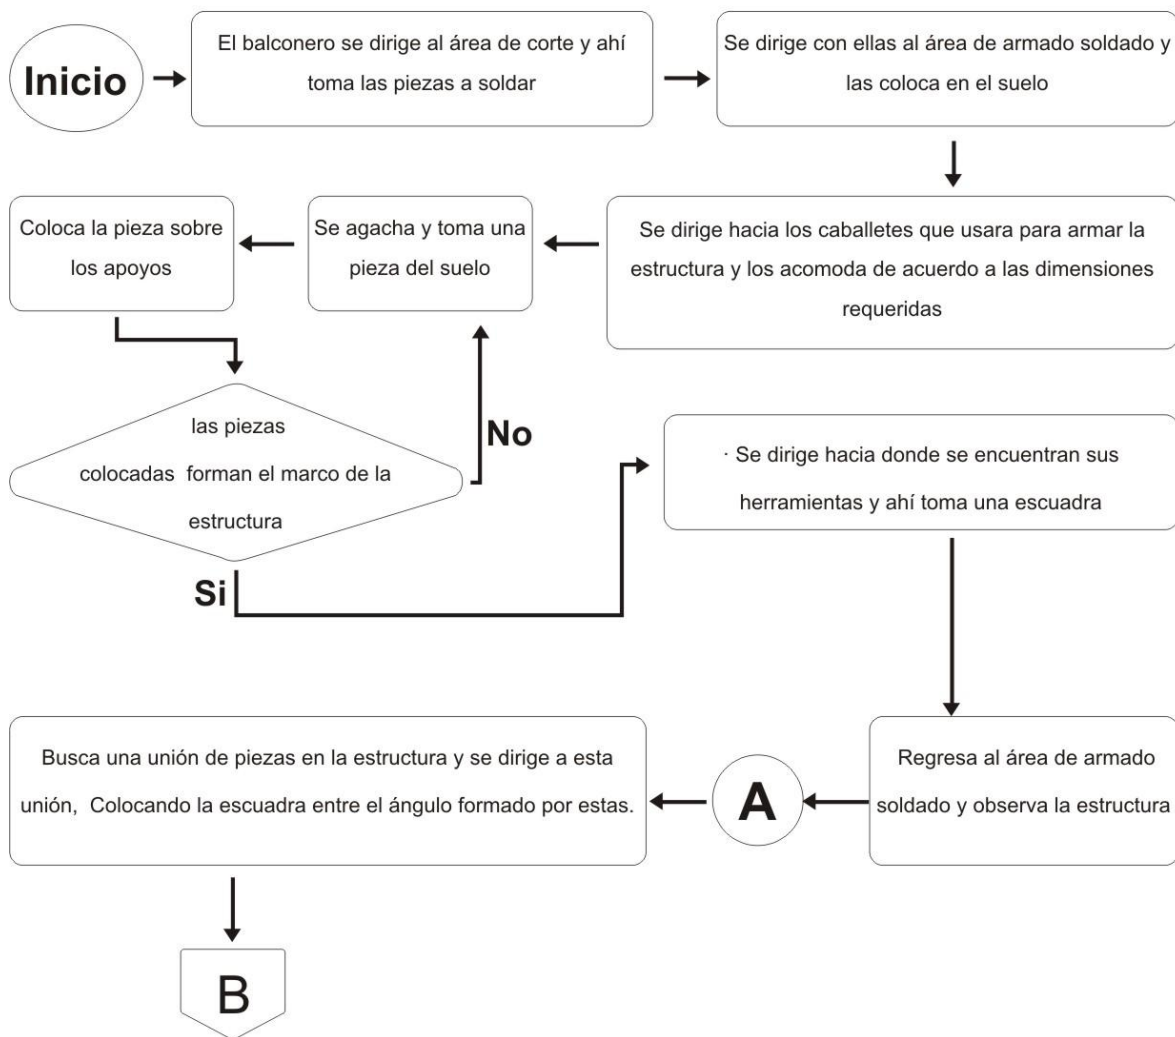 Inicio
El balconero se dirige al área de corte y ahí
toma las piezas a soldar
Se dirige con ellas al área de armado soldado y
las coloca en el suelo
Se dirige hacia los caballetes que usara para armar la
estructura y los acomoda de acuerdo a las dimensiones
requeridas
Se agacha y toma una
pieza del suelo
Coloca la pieza sobre
los apoyos
las piezas
colocadas forman el marco de la
estructura
No
Si
· Se dirige hacia donde se encuentran sus
herramientas y ahí toma una escuadra
Regresa al área de armado
soldado y observa la estructura
A
Busca una unión de piezas en la estructura y se dirige a esta
unión, Colocando la escuadra entre el ángulo formado por estas.
B